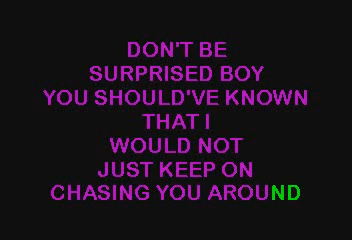 DON'T BE
SURPRISED BOY
YOU SHOULD'VE KNOWN
THAT I
WOULD NOT
JUST KEEP ON
CHASING YOU AROUND